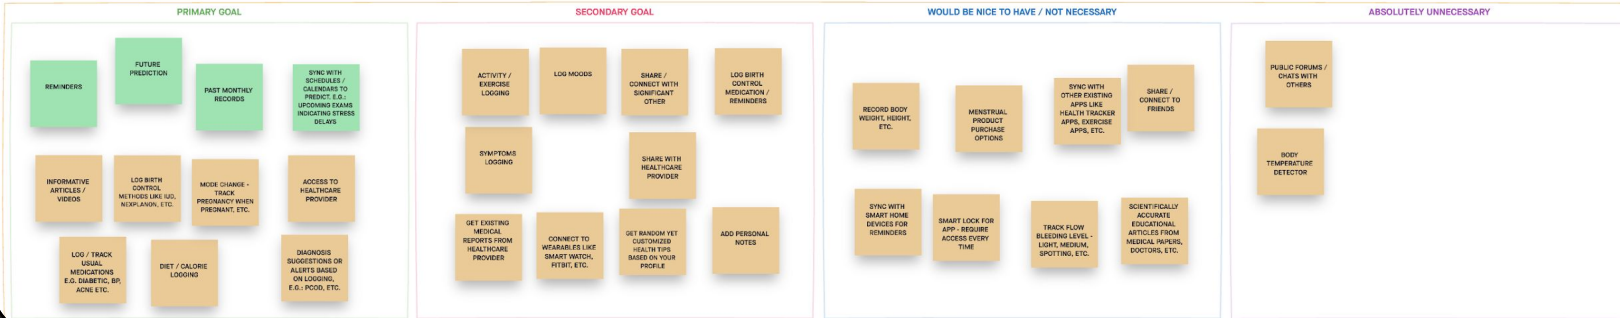 PRIMARY GOAL
REMINDERS
FUTURE
PREDICTION
PAST MONTHLY
RECORDS
SYNC WITH
SCHEDULES /
CALENDARS TO
PREDICT. E.G.:
UPCOMING EXAMS
INDICATING STRESS
DELAYS
INFORMATIVE
ARTICLES /
VIDEOS
LOG BIRTH
CONTROL
METHODS LIKE IUD,
NEXPLANON, ETC.
MODE CHANGE -
TRACK
PREGNANCY WHEN
PREGNANT, ETC.
ACCESS TO
HEALTHCARE
PROVIDER
LOG / TRACK
USUAL
MEDICATIONS
E.G. DIABETIC, BP,
ACNE ETC.
DIET / CALORIE
LOGGING
DIAGNOSIS
SUGGESTIONS OR
ALERTS BASED
ON LOGGING,
E.G.: PCOD, ETC.
SECONDARY GOAL
ACTIVITY /
EXERCISE
LOGGING
LOG MOODS
SHARE /
CONNECT WITH
SIGNIFICANT
OTHER
LOG BIRTH
CONTROL
MEDICATION /
REMINDERS
SYMPTOMS
LOGGING
SHARE WITH
HEALTHCARE
PROVIDER
GET EXISTING
MEDICAL
REPORTS FROM
HEALTHCARE
PROVIDER
CONNECT TO
WEARABLES LIKE
SMART WATCH,
FITBIT, ETC.
GET RANDOM YET
CUSTOMIZED
HEALTH TIPS
BASED ON YOUR
PROFILE
ADD PERSONAL
NOTES
WOULD BE NICE TO HAVE / NOT NECESSARY
RECORD BODY
WEIGHT, HEIGHT,
ETC.
MENSTRUAL
PRODUCT
PURCHASE
OPTIONS
SYNC WITH
OTHER EXISTING
APPS LIKE
HEALTH TRACKER
APPS, EXERCISE
APPS, ETC.
SHARE /
CONNECT TO
FRIENDS
SYNC WITH
SMART HOME
DEVICES FOR
REMINDERS
SMART LOCK FOR
APP - REQUIRE
ACCESS EVERY
TIME
TRACK FLOW
BLEEDING LEVEL -
LIGHT, MEDIUM,
SPOTTING, ETC.
SCIENTIFICALLY
ACCURATE
EDUCATIONAL
ARTICLES FROM
MEDICAL PAPERS,
DOCTORS, ETC.
ABSOLUTELY UNNECESSARY
PUBLIC FORUMS /
CHATS WITH
OTHERS
BODY
TEMPERATURE
DETECTOR